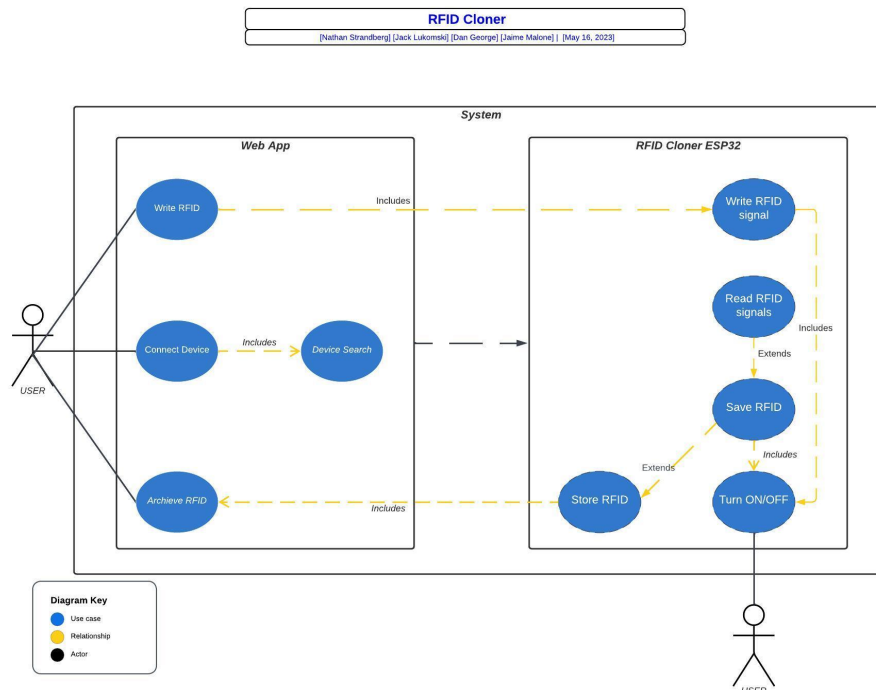 RFID Cloner
[Nathan Strandberg] [Jack Lukomski] [Dan George] [Jaime Malone] | [May 16, 2023]
System
Web App
RFID Cloner ESP32
Write RFID
Includes
Write RFID
signal
Read RFID
signals
Includes
Connect Device
Includes
Device Search
Extends
USER
Save RFID
Includes
Extends
Archieve RFID
Includes
Store RFID
Turn ON/OFF
Diagram Key
Use case
Relationship
Actor
USER